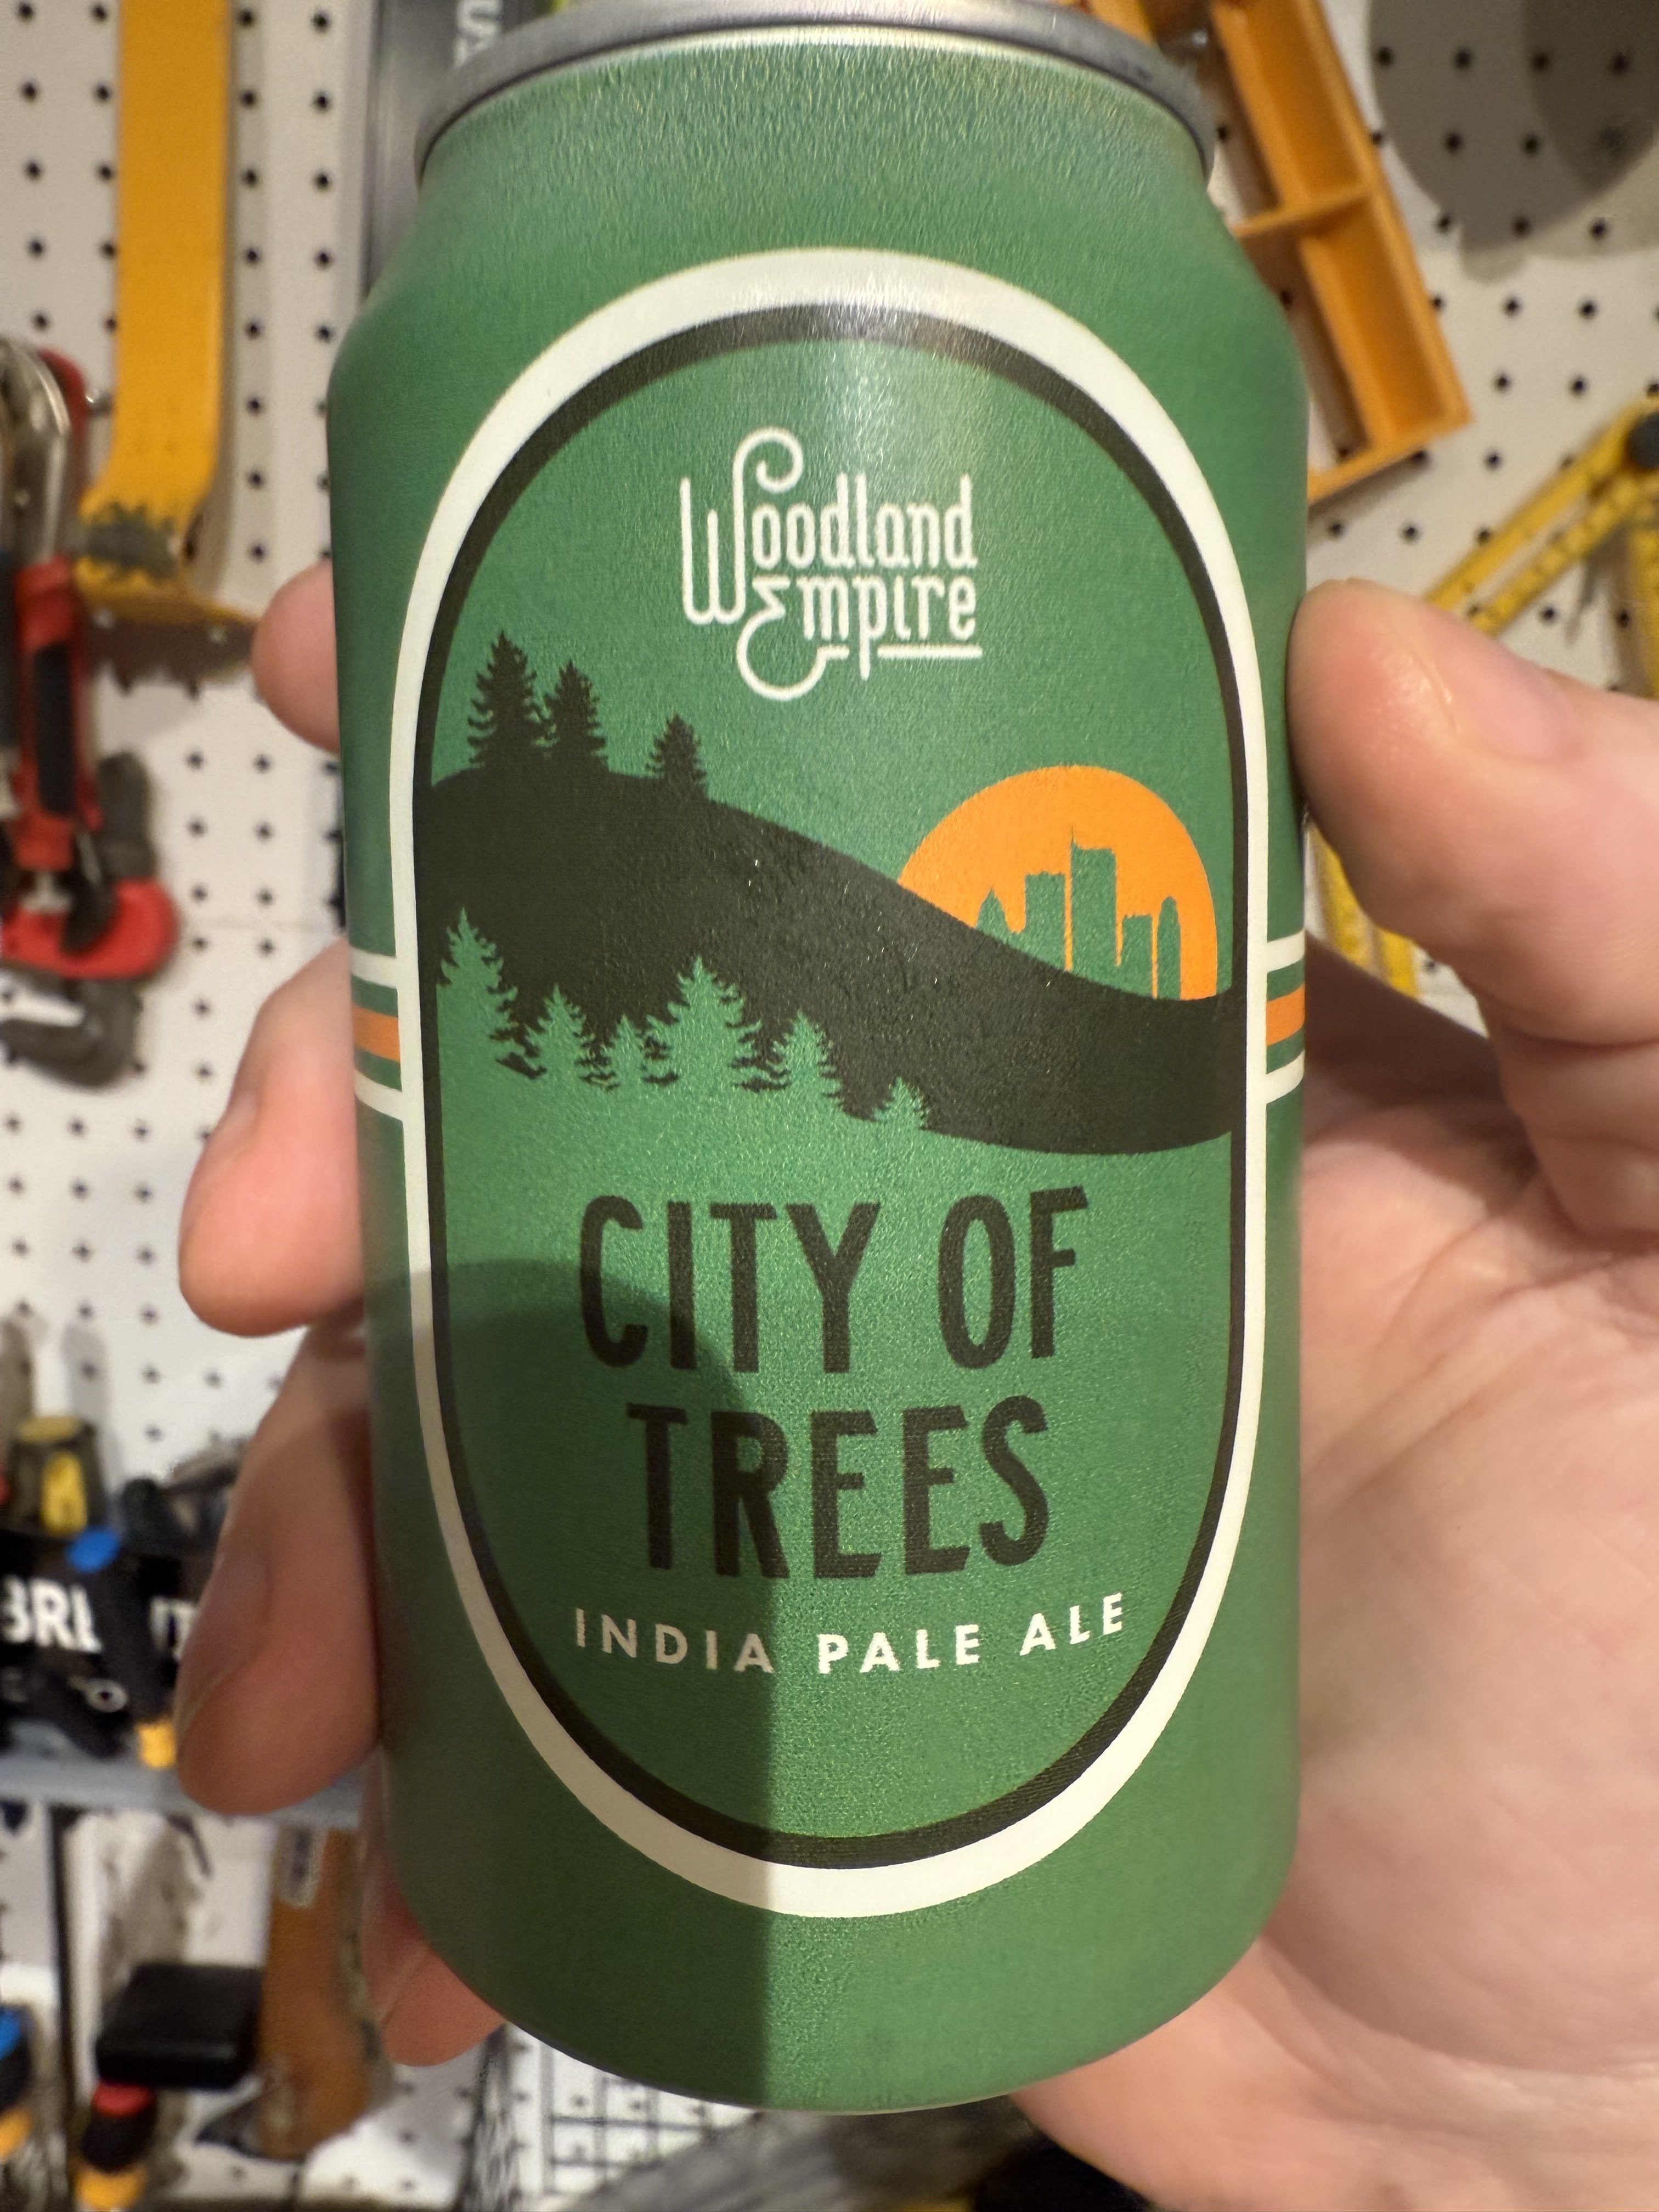 Woodland
Empire
CITY OF
TREES
INDIA PALE ALE